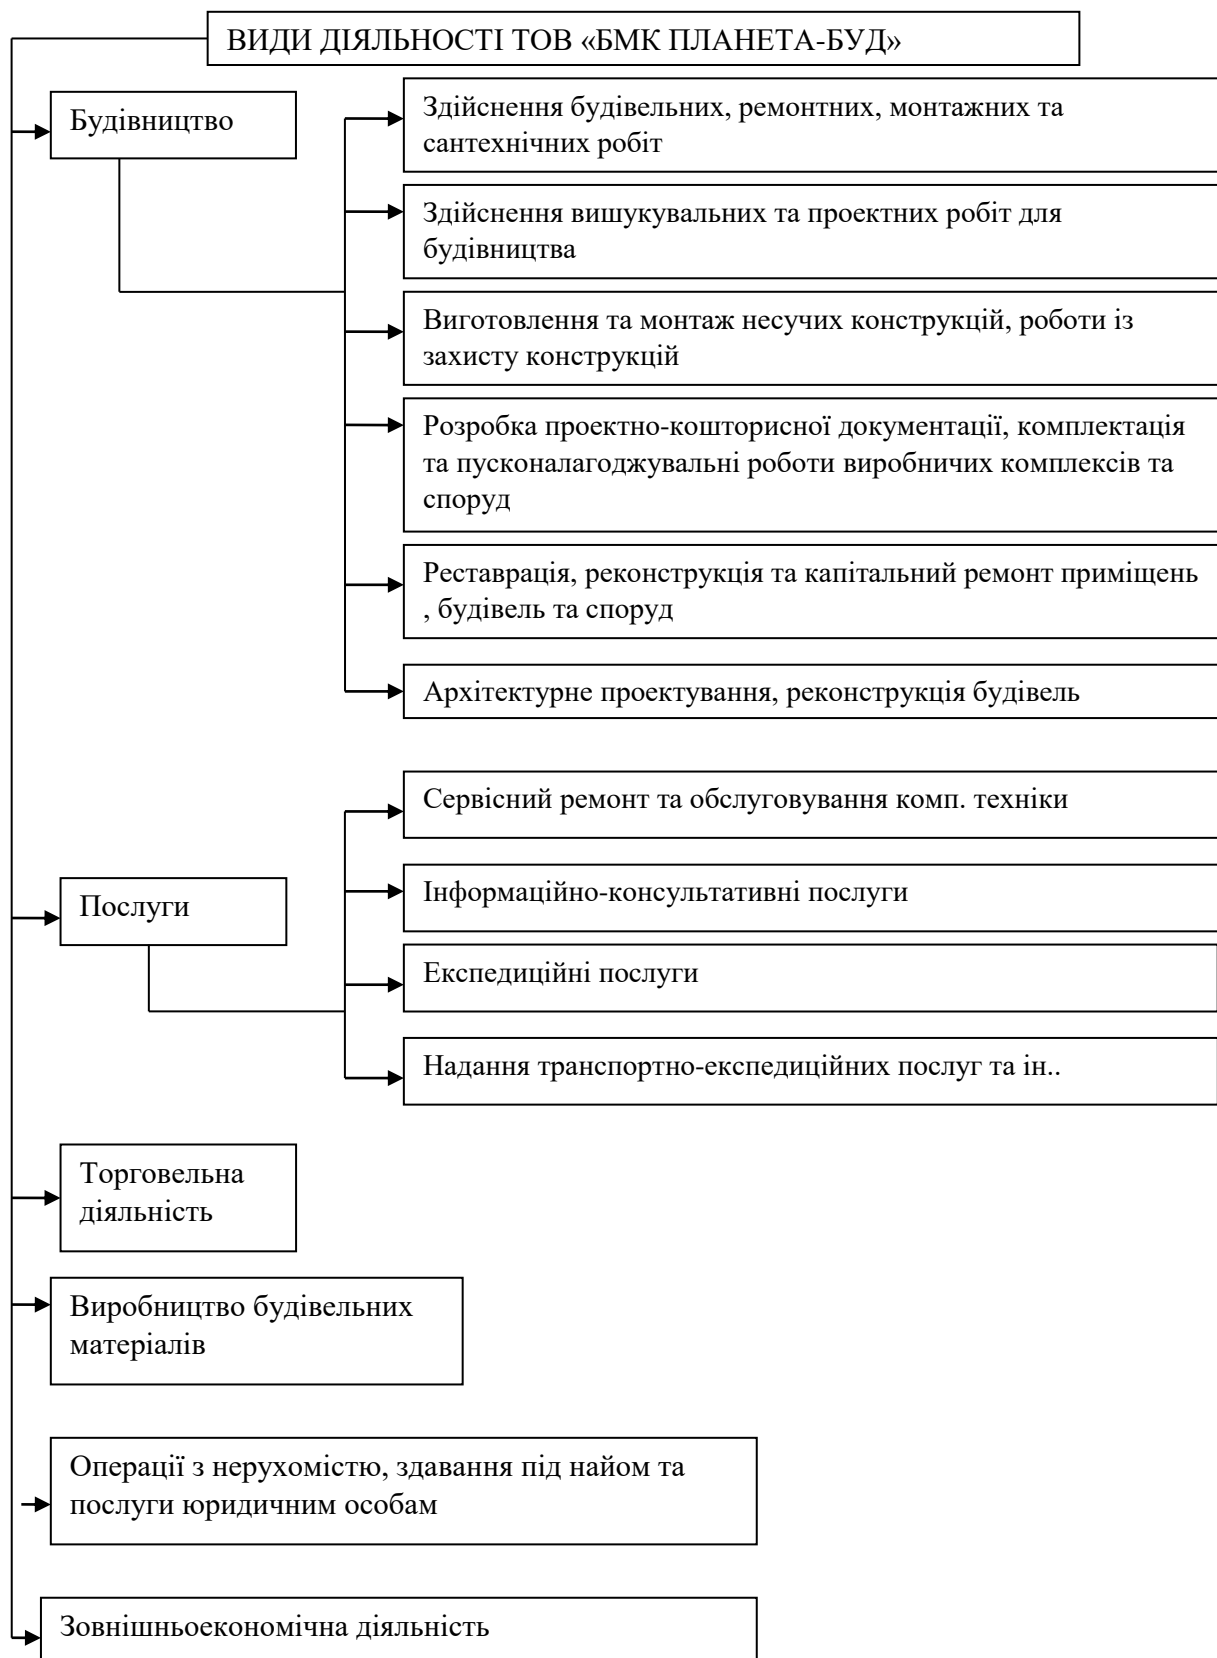 ВИДИ ДІЯЛЬНОСТІ ТОВ «БМК ПЛАНЕТА-БУД»
Будівництво
Здійснення будівельних, ремонтних, монтажних та
сантехнічних робіт
Здійснення вишукувальних та проектних робіт для
будівництва
Виготовлення та монтаж несучих конструкцій, роботи із
захисту конструкцій
Розробка проектно-кошторисної документації, комплектація
та пусконалагоджувальні роботи виробничих комплексів та
споруд
Реставрація, реконструкція та капітальний ремонт приміщень
, будівель та споруд
Архітектурне проектування, реконструкція будівель
Послуги
Сервісний ремонт та обслуговування комп. техніки
Інформаційно-консультативні послуги
Експедиційні послуги
Надання транспортно-експедиційних послуг та ін..
Торговельна
діяльність
Виробництво будівельних
матеріалів
Операції з нерухомістю, здавання під найом та
послуги юридичним особам
Зовнішньоекономічна діяльність